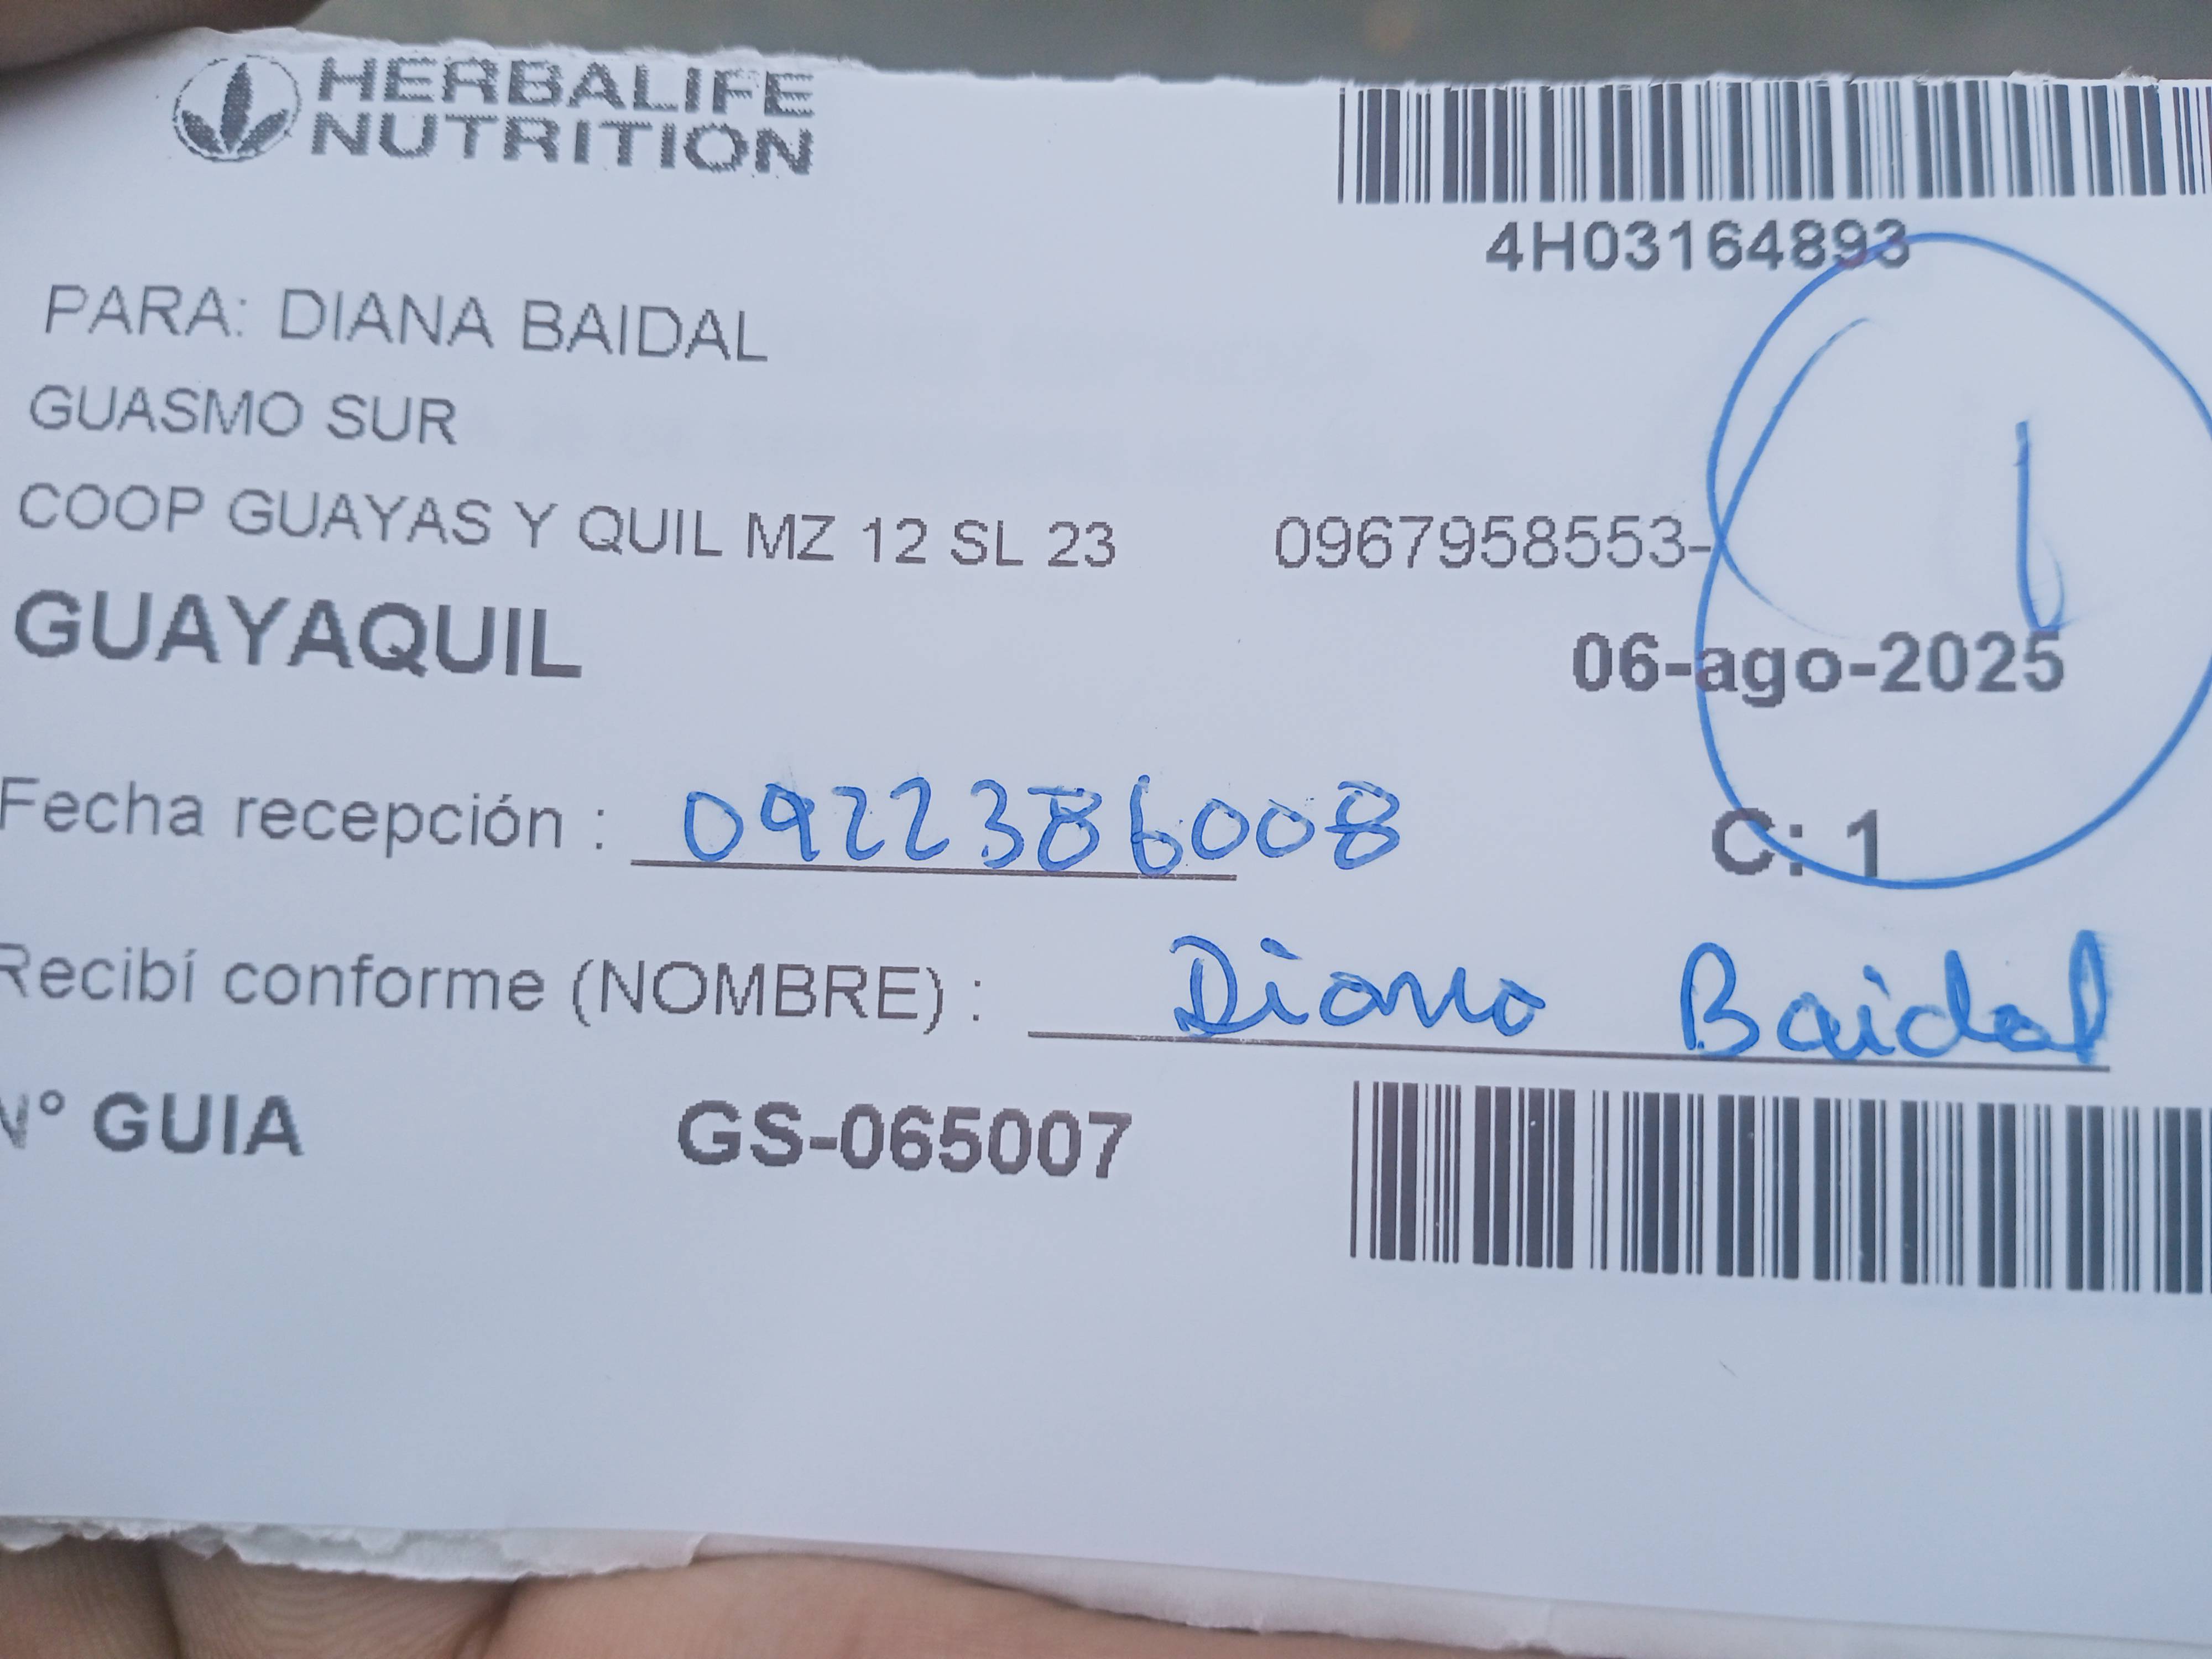 HERBALIFE
NUTRITION
4H03164893
PARA: DIANA BAIDAL
GUASMO SUR
COOP GUAYAS Y QUIL MZ 12 SL 23 0967958553-
GUAYAQUIL
06-ago-2025
Fecha recepción : 0922386008
C: 1
Recibí conforme (NOMBRE) : Diana Baidal
N° GUIA GS-065007